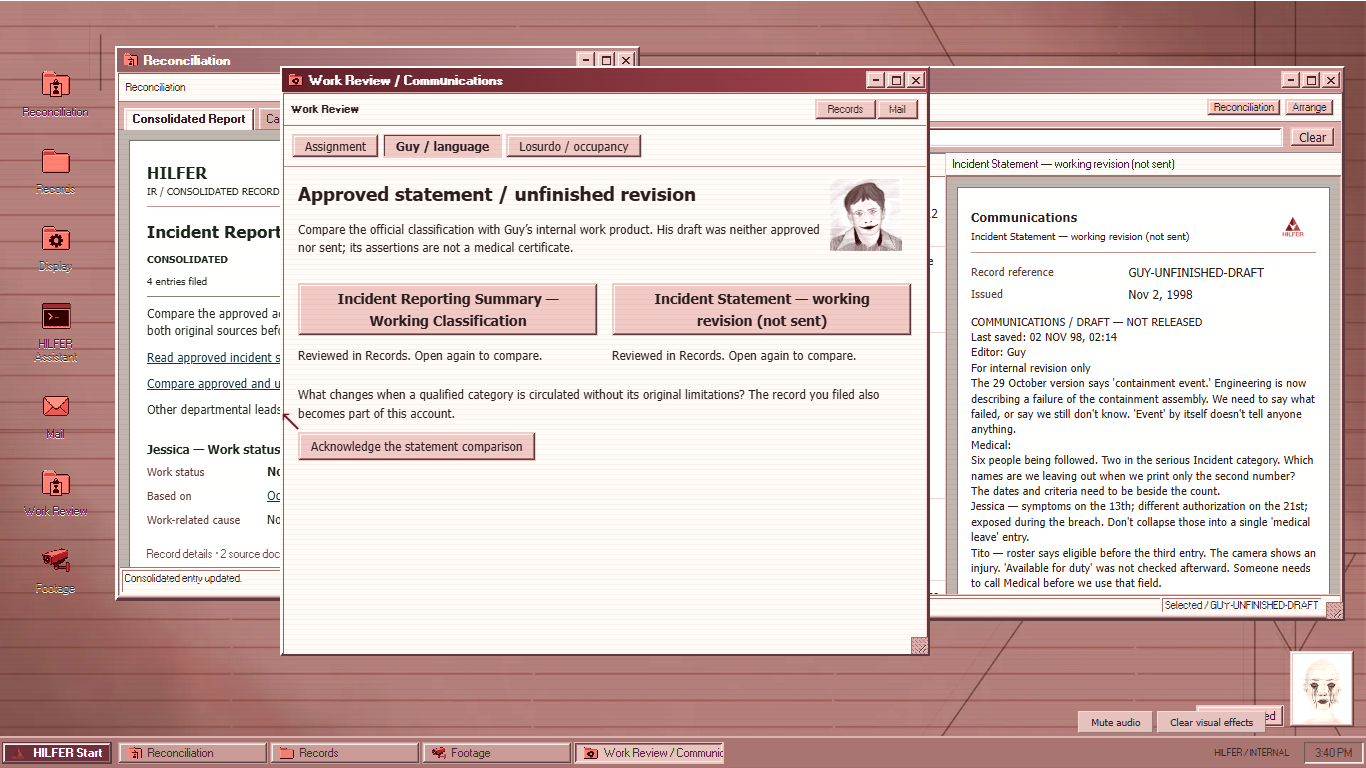 Reconciliation
Reconciliation
Consolidated Report
Ca
HILFER
IR / CONSOLIDATED RECORD
Incident Report
CONSOLIDATED
4 entries filed
Compare the approved
both original sources
Read approved incident s
Compare approved and u
Other departmental leads
Jessica — Work status
Work status
No
Based on
Oc
Work-related cause
No
Record details · 2 source doc
Consolidated entry updated.
Work Review / Communications
Work Review
Records
Mail
Assignment
Guy / language
Losurdo / occupancy
Approved statement / unfinished revision
Compare the official classification with Guy's internal work product. His draft was neither approved
nor sent; its assertions are not a medical certificate.
Incident Reporting Summary —
Working Classification
Incident Statement — working
revision (not sent)
Reviewed in Records. Open again to compare.
Reviewed in Records. Open again to compare.
What changes when a qualified category is circulated without its original limitations? The record you filed also
becomes part of this account.
Acknowledge the statement comparison
Reconciliation
Arrange
Clear
2
Incident Statement — working revision (not sent)
Communications
Incident Statement — working revision (not sent)
HILFER
Record reference
GUY-UNFINISHED-DRAFT
Issued
Nov 2, 1998
COMMUNICATIONS / DRAFT — NOT RELEASED
Last saved: 02 NOV 98, 02:14
Editor: Guy
For internal revision only
The 29 October version says 'containment event.' Engineering is now
describing a failure of the containment assembly. We need to say what
failed, or say we still don't know. 'Event' by itself doesn't tell anyone
anything.
Medical:
Six people being followed. Two in the serious Incident category. Which
names are we leaving out when we print only the second number?
The dates and criteria need to be beside the count.
Jessica — symptoms on the 13th; different authorization on the 21st;
exposed during the breach. Don't collapse those into a single 'medical
leave' entry.
Tito — roster says eligible before the third entry. The camera shows an
injury. 'Available for duty' was not checked afterward. Someone needs
to call Medical before we use that field.
Selected / GUY-UNFINISHED-DRAFT
Reconciliation
Records
Display
HILFER
Assistant
Mail
Work Review
Footage
Mute audio
Clear visual effects
ed
HILFER Start
Reconciliation
Records
Footage
Work Review / Communic
HILFER / INTERNAL
3:40 PM